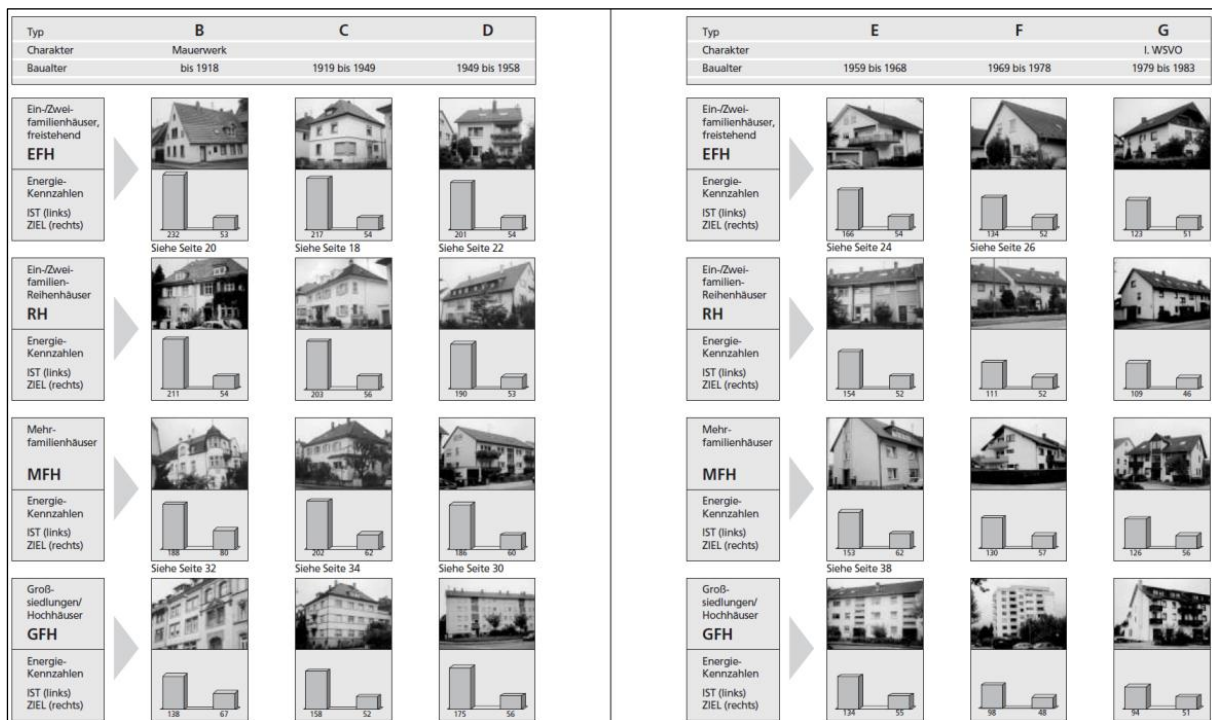 Typ B C D
Charakter Mauerwerk
Baualter bis 1918 1919 bis 1949 1949 bis 1958
Ein-/Zwei-
familienhäuser,
freistehend
EFH
Energie-
Kennzahlen
IST (links)
ZIEL (rechts)
232 53 217 54 201 54
Siehe Seite 20 Siehe Seite 18 Siehe Seite 22
Ein-/Zwei-
familien-
Reihenhäuser
RH
Energie-
Kennzahlen
IST (links)
ZIEL (rechts)
211 54 203 56 190 53
Mehr-
familienhäuser
MFH
Energie-
Kennzahlen
IST (links)
ZIEL (rechts)
188 80 202 62 186 60
Siehe Seite 32 Siehe Seite 34 Siehe Seite 30
Groß-
siedlungen/
Hochhäuser
GFH
Energie-
Kennzahlen
IST (links)
ZIEL (rechts)
138 67 158 52 175 56
Typ E F G
Charakter I. WSVO
Baualter 1959 bis 1968 1969 bis 1978 1979 bis 1983
Ein-/Zwei-
familienhäuser,
freistehend
EFH
Energie-
Kennzahlen
IST (links)
ZIEL (rechts)
166 54 134 52 123 51
Siehe Seite 24 Siehe Seite 26
Ein-/Zwei-
familien-
Reihenhäuser
RH
Energie-
Kennzahlen
IST (links)
ZIEL (rechts)
154 52 111 52 109 46
Mehr-
familienhäuser
MFH
Energie-
Kennzahlen
IST (links)
ZIEL (rechts)
153 62 130 57 126 56
Siehe Seite 38
Groß-
siedlungen/
Hochhäuser
GFH
Energie-
Kennzahlen
IST (links)
ZIEL (rechts)
134 55 98 48 94 51